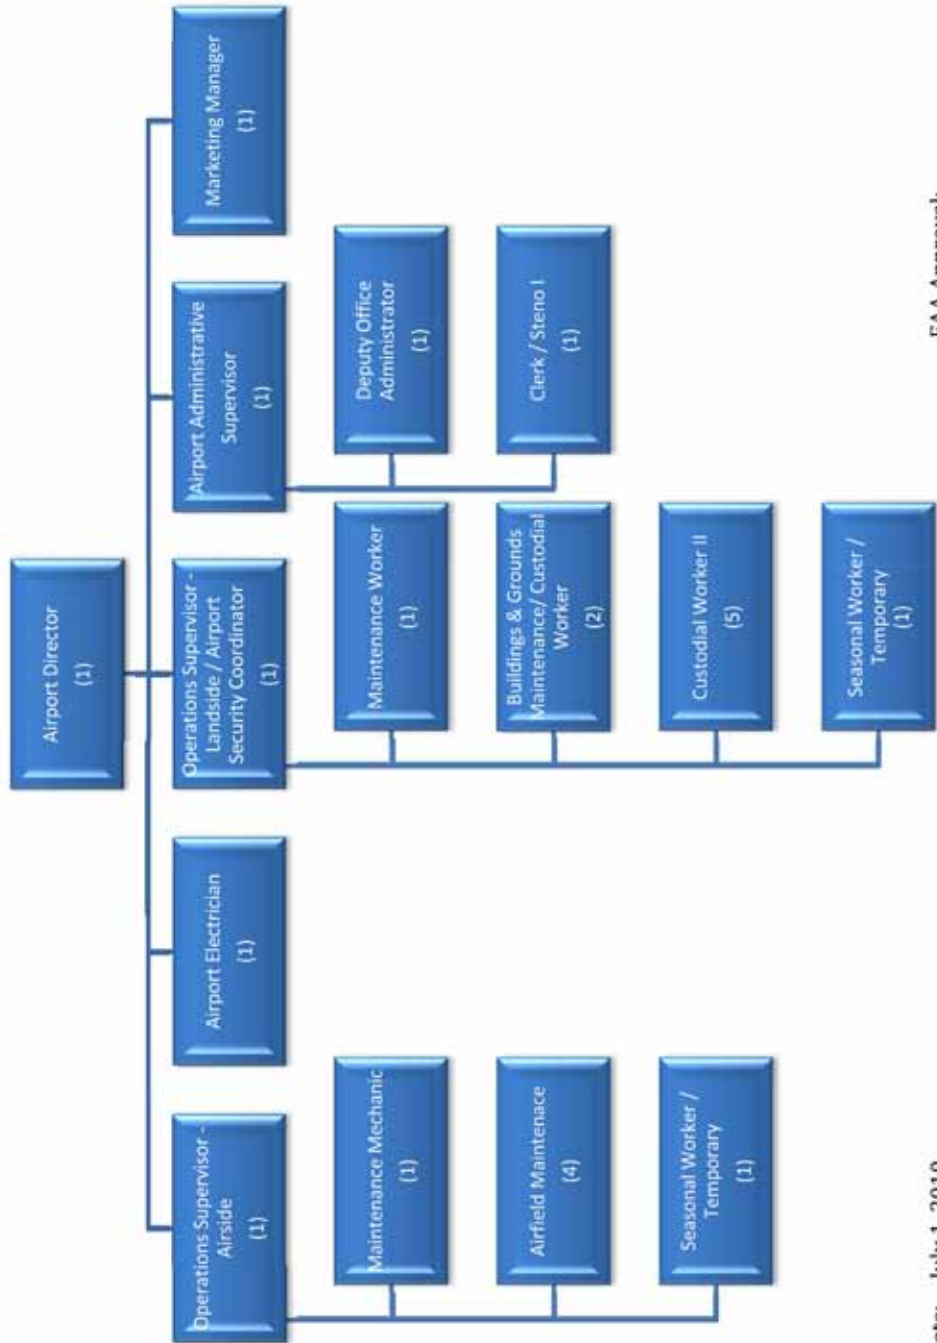 Airport Director
(1)
Operations Supervisor -
Airside
(1)
Maintenance Mechanic
(1)
Airfield Maintenace
(4)
Seasonal Worker /
Temporary
(1)
Airport Electrician
(1)
Operations Supervisor -
Landside / Airport
Security Coordinator
(1)
Maintenance Worker
(1)
Buildings & Grounds
Maintenance/ Custodial
Worker
(2)
Custodial Worker II
(5)
Seasonal Worker /
Temporary
(1)
Airport Administrative
Supervisor
(1)
Deputy Office
Administrator
(1)
Clerk / Steno I
(1)
Marketing Manager
(1)
July 1, 2010
FAA Approval: